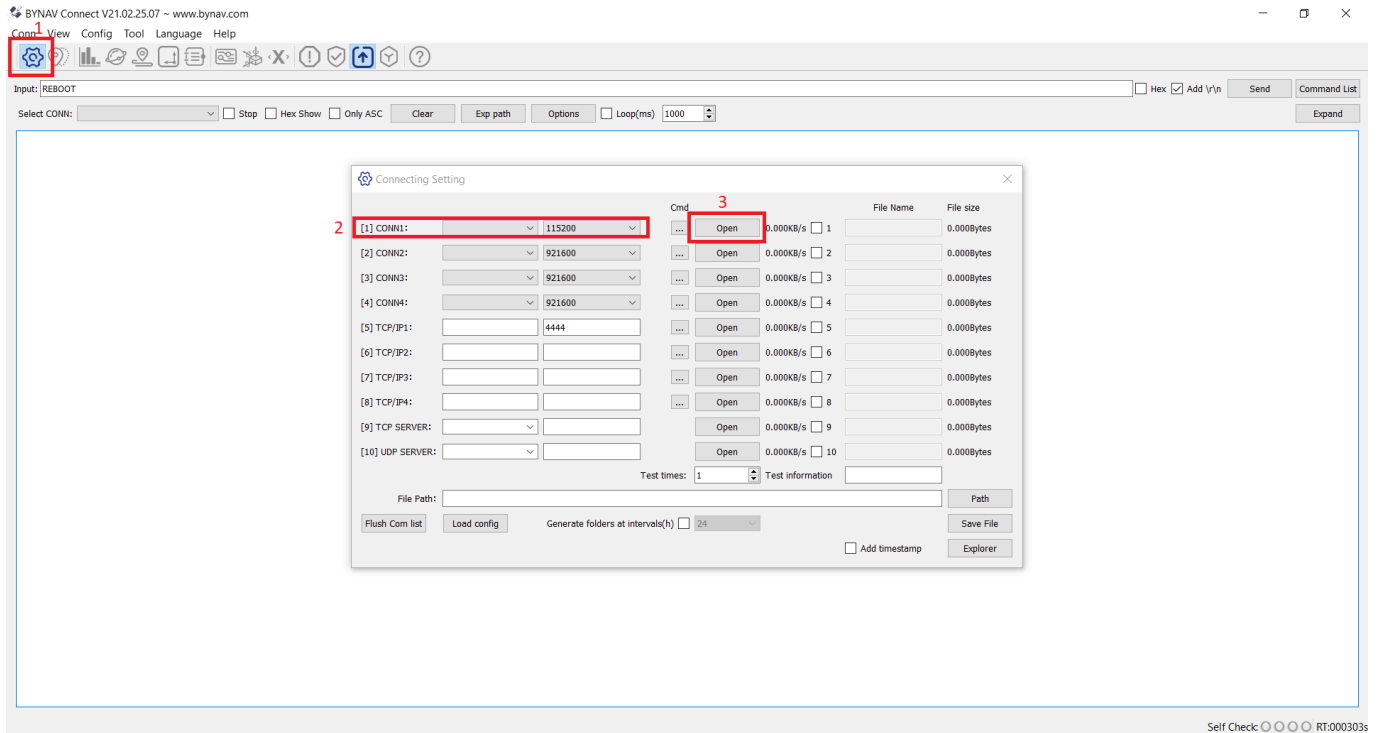 BYNAV Connect V21.02.25.07 ~ www.bynav.com
1
Conn View Config Tool Language Help
Input: REBOOT Hex Add \r\n Send Command List
Select CONN: Stop Hex Show Only ASC Clear Exp path Options Loop(ms) 1000 Expand
Connecting Setting
Cmd 3 File Name File size
2 [1] CONN1: 115200 ... Open 0.000KB/s 1 0.000Bytes
[2] CONN2: 921600 ... Open 0.000KB/s 2 0.000Bytes
[3] CONN3: 921600 ... Open 0.000KB/s 3 0.000Bytes
[4] CONN4: 921600 ... Open 0.000KB/s 4 0.000Bytes
[5] TCP/IP1: 4444 ... Open 0.000KB/s 5 0.000Bytes
[6] TCP/IP2: ... Open 0.000KB/s 6 0.000Bytes
[7] TCP/IP3: ... Open 0.000KB/s 7 0.000Bytes
[8] TCP/IP4: ... Open 0.000KB/s 8 0.000Bytes
[9] TCP SERVER: Open 0.000KB/s 9 0.000Bytes
[10] UDP SERVER: Open 0.000KB/s 10 0.000Bytes
Test times: 1 Test information
File Path: Path
Flush Com list Load config Generate folders at intervals(h) 24 Save File
Add timestamp Explorer
Self Check: RT:000303s